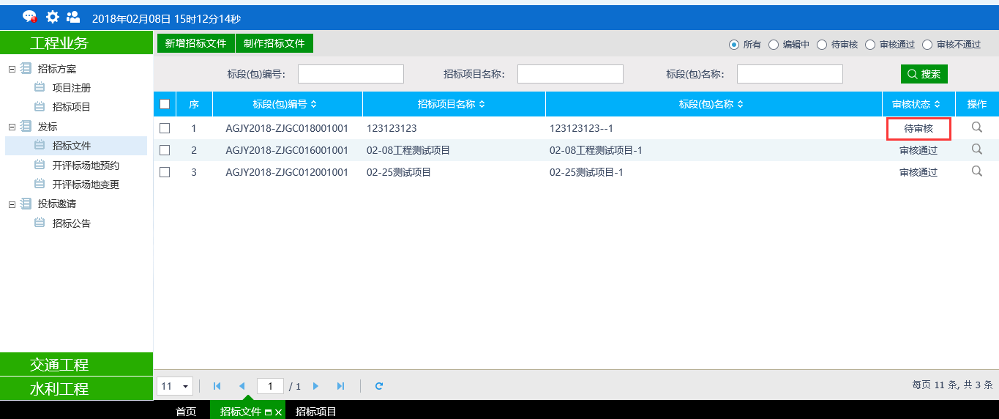 2018年02月08日 15时12分14秒
工程业务
招标方案
项目注册
招标项目
发标
招标文件
开评标场地预约
开评标场地变更
投标邀请
招标公告
交通工程
水利工程
新增招标文件 制作招标文件 所有 编辑中 待审核 审核通过 审核不通过
标段(包)编号： 招标项目名称： 标段(包)名称： 搜索
序 标段(包)编号 招标项目名称 标段(包)名称 审核状态 操作
1 AGJY2018-ZJGC018001001 123123123 123123123--1 待审核
2 AGJY2018-ZJGC016001001 02-08工程测试项目 02-08工程测试项目-1 审核通过
3 AGJY2018-ZJGC012001001 02-25测试项目 02-25测试项目-1 审核通过
11 1 / 1 每页 11 条, 共 3 条
首页 招标文件 招标项目